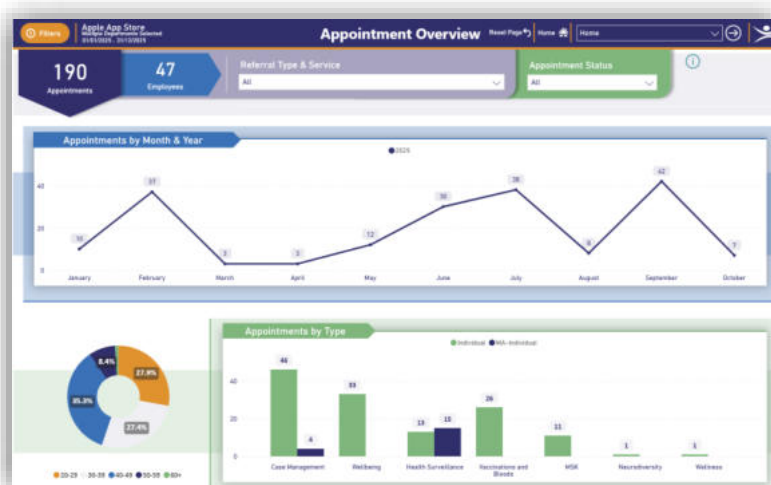 Filters
Apple App Store
Multiple Departments Selected
01/01/2025 - 31/12/2025
Appointment Overview
Reset Page
Home
Home
190
Appointments
47
Employees
Referral Type & Service
All
Appointment Status
All
Appointments by Month & Year
2025
40
20
0
10
37
3
3
12
30
38
8
42
7
January
February
March
April
May
June
July
August
September
October
8.4%
27.9%
35.3%
27.4%
20-29
30-39
40-49
50-59
60+
Appointments by Type
Individual
MA-Individual
40
20
0
46
4
33
13
15
26
11
1
1
Case Management
Wellbeing
Health Surveillance
Vaccinations and
Bloods
MSK
Neurodiversity
Wellness